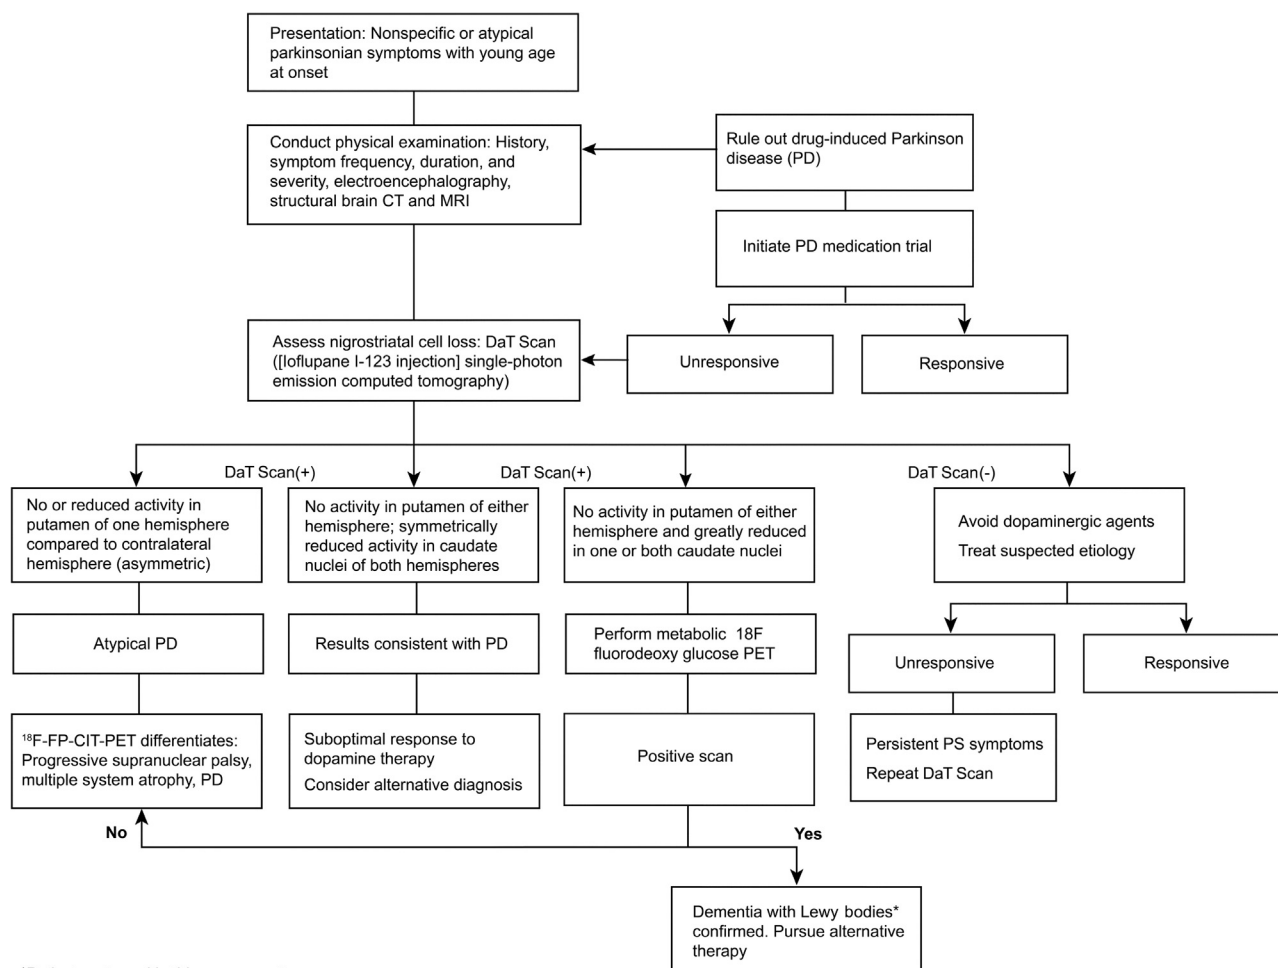 Presentation: Nonspecific or atypical
parkinsonian symptoms with young age
at onset
Conduct physical examination: History,
symptom frequency, duration, and
severity, electroencephalography,
structural brain CT and MRI
Rule out drug-induced Parkinson
disease (PD)
Initiate PD medication trial
Assess nigrostriatal cell loss: DaT Scan
([Ioflupane I-123 injection] single-photon
emission computed tomography)
Unresponsive
Responsive
DaT Scan(+)
DaT Scan(+)
DaT Scan(-)
No or reduced activity in
putamen of one hemisphere
compared to contralateral
hemisphere (asymmetric)
No activity in putamen of either
hemisphere; symmetrically
reduced activity in caudate
nuclei of both hemispheres
No activity in putamen of either
hemisphere and greatly reduced
in one or both caudate nuclei
Avoid dopaminergic agents
Treat suspected etiology
Atypical PD
Results consistent with PD
Perform metabolic 18F
fluorodeoxy glucose PET
Unresponsive
Responsive
¹⁸F-FP-CIT-PET differentiates:
Progressive supranuclear palsy,
multiple system atrophy, PD
Suboptimal response to
dopamine therapy
Consider alternative diagnosis
Positive scan
Persistent PS symptoms
Repeat DaT Scan
No
Yes
Dementia with Lewy bodies*
confirmed. Pursue alternative
therapy